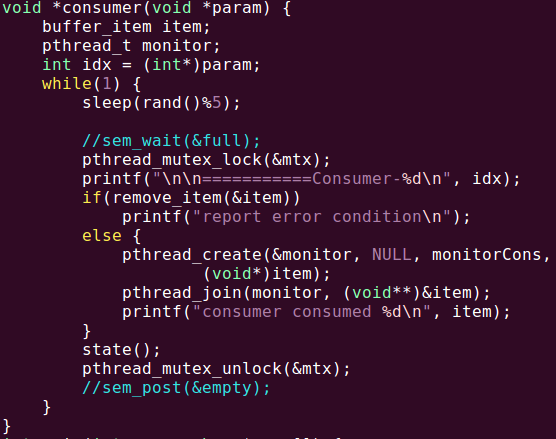 void *consumer(void *param) {
    buffer_item item;
    pthread_t monitor;
    int idx = (int*)param;
    while(1) {
        sleep(rand()%5);

        //sem_wait(&full);
        pthread_mutex_lock(&mtx);
        printf("\n\n===========Consumer-%d\n", idx);
        if(remove_item(&item))
            printf("report error condition\n");
        else {
            pthread_create(&monitor, NULL, monitorCons,
                    (void*)item);
            pthread_join(monitor, (void**)&item);
            printf("consumer consumed %d\n", item);
        }
        state();
        pthread_mutex_unlock(&mtx);
        //sem_post(&empty);
    }
}